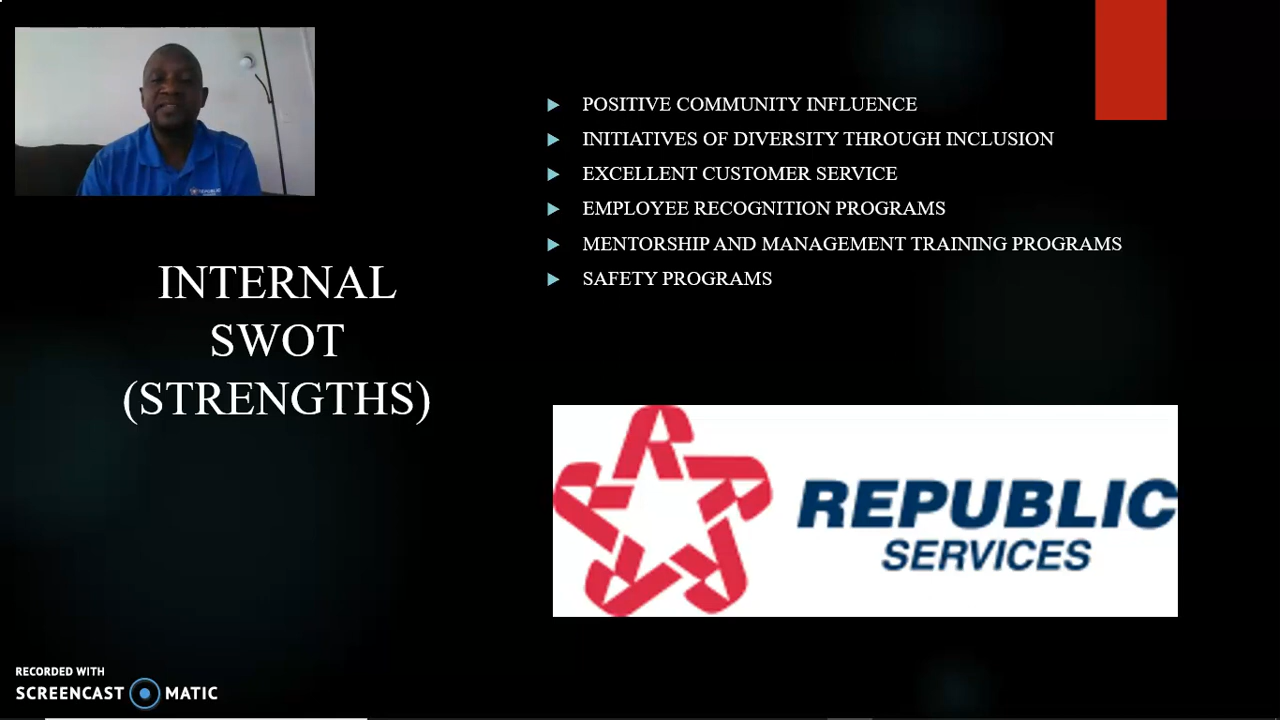 REPUBLIC
POSITIVE COMMUNITY INFLUENCE
INITIATIVES OF DIVERSITY THROUGH INCLUSION
EXCELLENT CUSTOMER SERVICE
EMPLOYEE RECOGNITION PROGRAMS
MENTORSHIP AND MANAGEMENT TRAINING PROGRAMS
SAFETY PROGRAMS
INTERNAL
SWOT
(STRENGTHS)
REPUBLIC
SERVICES
RECORDED WITH
SCREENCAST MATIC